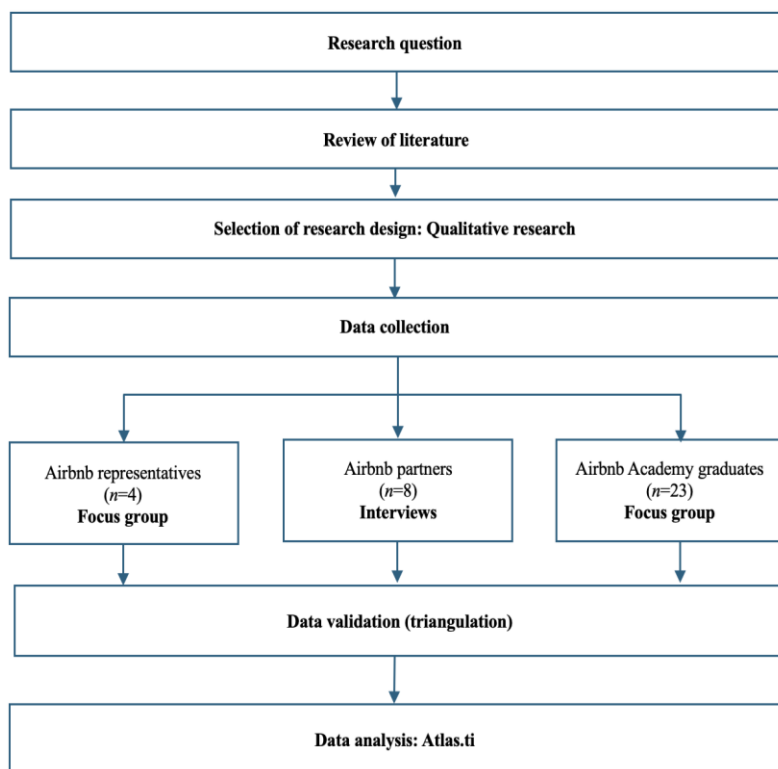 Research question
Review of literature
Selection of research design: Qualitative research
Data collection
Airbnb representatives
(n=4)
Focus group
Airbnb partners
(n=8)
Interviews
Airbnb Academy graduates
(n=23)
Focus group
Data validation (triangulation)
Data analysis: Atlas.ti